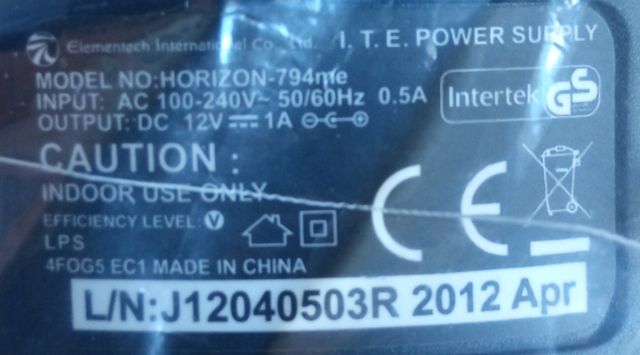 Elementech International Co., Ltd. I. T. E. POWER SUPPLY
MODEL NO:HORIZON-794me
INPUT: AC 100-240V~ 50/60Hz 0.5A
OUTPUT: DC 12V⎓1A
Intertek GS
CAUTION :
INDOOR USE ONLY
EFFICIENCY LEVEL: V
LPS
CE
4FOG5 EC1 MADE IN CHINA
L/N:J12040503R 2012 Apr